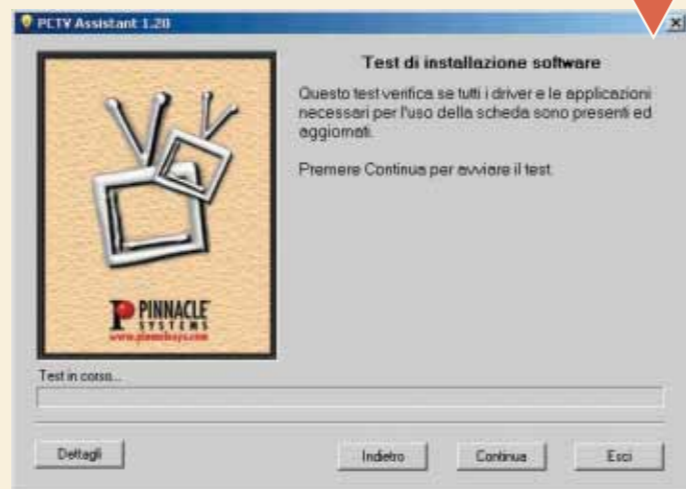 PCTV Assistant 1.20
Test di installazione software
Questo test verifica se tutti i driver e le applicazioni
necessari per l'uso della scheda sono presenti ed
aggiornati.
Premere Continua per avviare il test.
PINNACLE
SYSTEMS
www.pinnaclesys.com
Test in corso...
Dettagli
Indietro
Continua
Esci